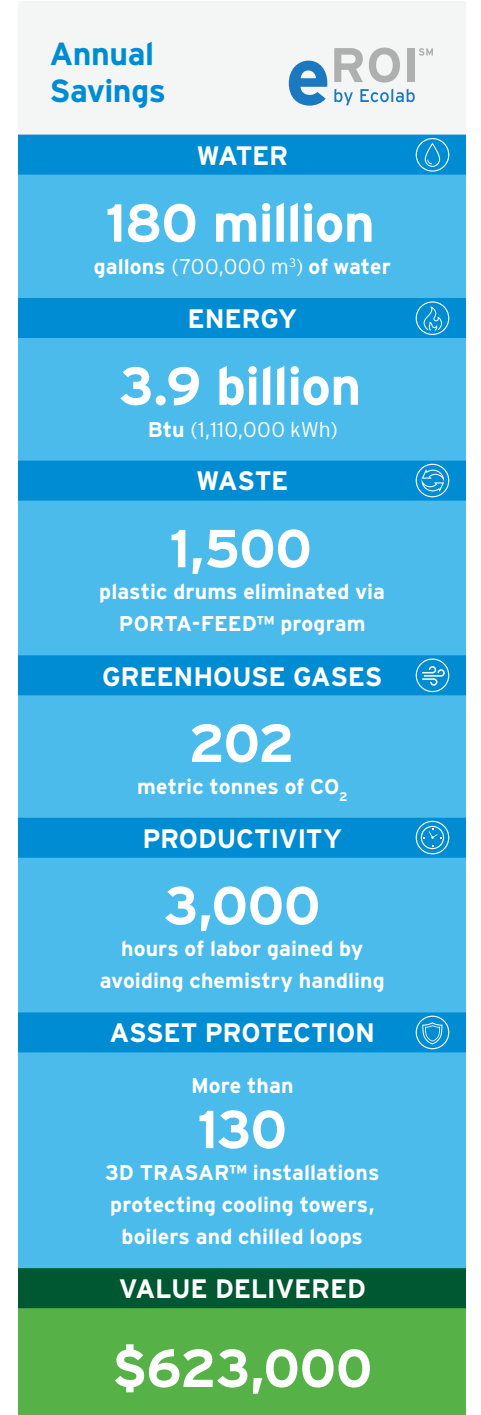 Annual
Savings
eROI℠
by Ecolab
WATER
180 million
gallons (700,000 m³) of water
ENERGY
3.9 billion
Btu (1,110,000 kWh)
WASTE
1,500
plastic drums eliminated via
PORTA-FEED™ program
GREENHOUSE GASES
202
metric tonnes of CO₂
PRODUCTIVITY
3,000
hours of labor gained by
avoiding chemistry handling
ASSET PROTECTION
More than
130
3D TRASAR™ installations
protecting cooling towers,
boilers and chilled loops
VALUE DELIVERED
$623,000